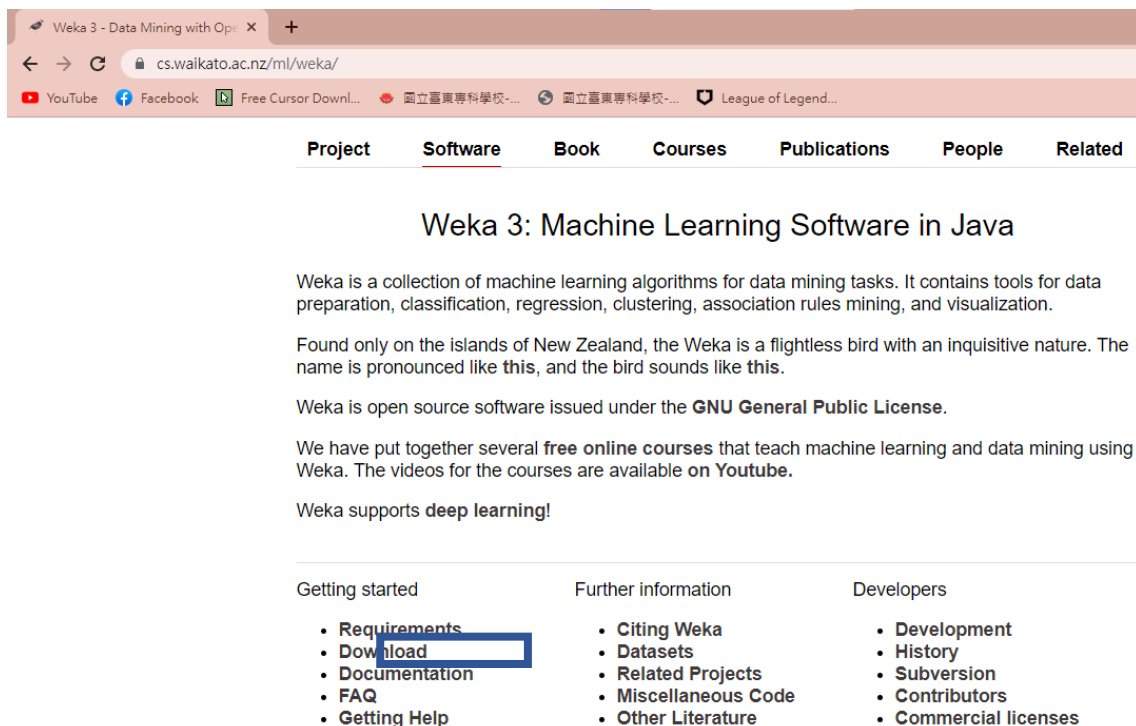 Weka 3 - Data Mining with Ope
cs.waikato.ac.nz/ml/weka/
YouTube Facebook Free Cursor Downl... 國立臺東專科學校-... 國立臺東專科學校-... League of Legend...
Project Software Book Courses Publications People Related
Weka 3: Machine Learning Software in Java
Weka is a collection of machine learning algorithms for data mining tasks. It contains tools for data
preparation, classification, regression, clustering, association rules mining, and visualization.
Found only on the islands of New Zealand, the Weka is a flightless bird with an inquisitive nature. The
name is pronounced like this, and the bird sounds like this.
Weka is open source software issued under the GNU General Public License.
We have put together several free online courses that teach machine learning and data mining using
Weka. The videos for the courses are available on Youtube.
Weka supports deep learning!
Getting started
Requirements
Download
Documentation
FAQ
Getting Help
Further information
Citing Weka
Datasets
Related Projects
Miscellaneous Code
Other Literature
Developers
Development
History
Subversion
Contributors
Commercial licenses